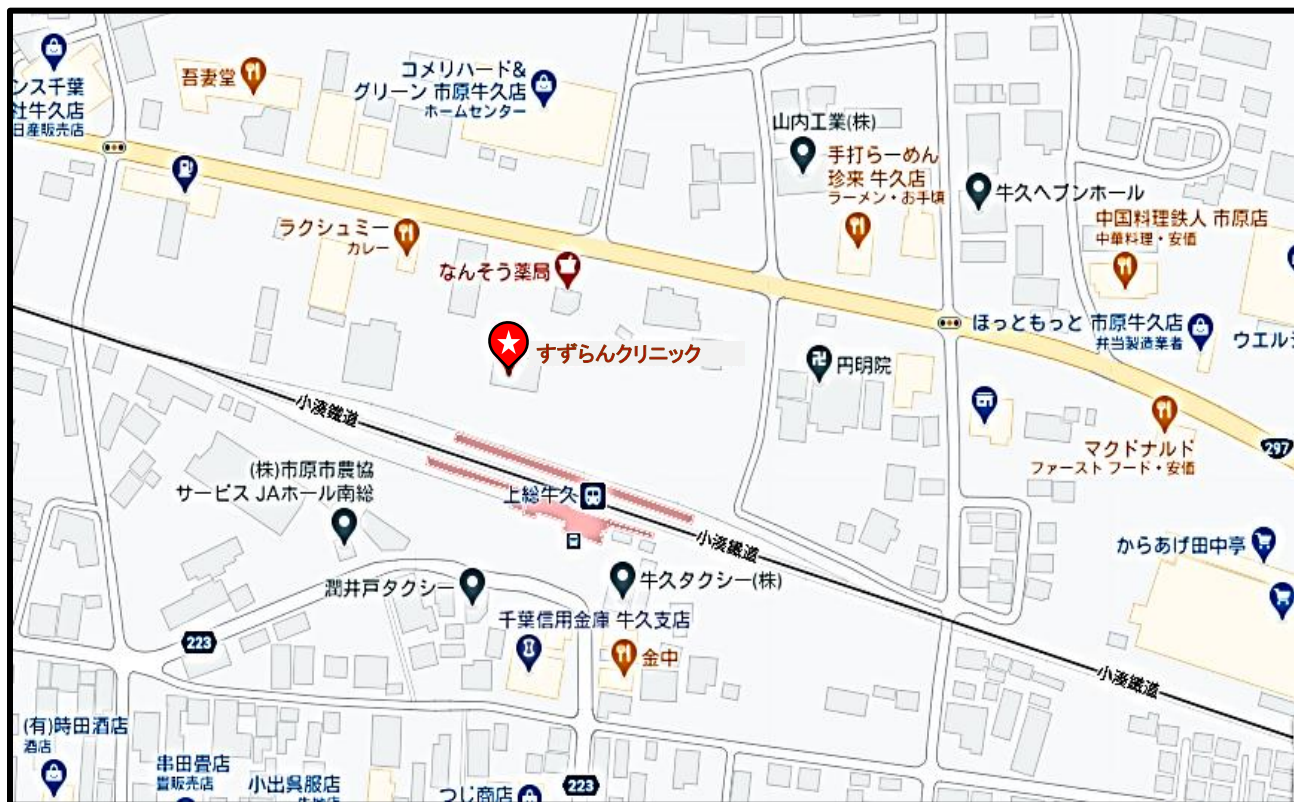 ンス千葉
社牛久店
日産販売店
吾妻堂
コメリハード&
グリーン 市原牛久店
ホームセンター
山内工業(株)
手打らーめん
珍来 牛久店
ラーメン・お手頃
牛久ヘブンホール
中国料理鉄人 市原店
中華料理・安価
ラクシュミー
カレー
なんそう薬局
ほっともっと 市原牛久店
弁当製造業者
ウエル
すずらんクリニック
円明院
小湊鐵道
マクドナルド
ファースト フード・安価
297
(株)市原市農協
サービス JAホール南総
上総牛久
小湊鐵道
からあげ田中亭
潤井戸タクシー
牛久タクシー(株)
千葉信用金庫 牛久支店
223
金中
小湊鐵道
(有)時田酒店
酒店
串田畳店
畳販売店
小出呉服店
つじ商店
223